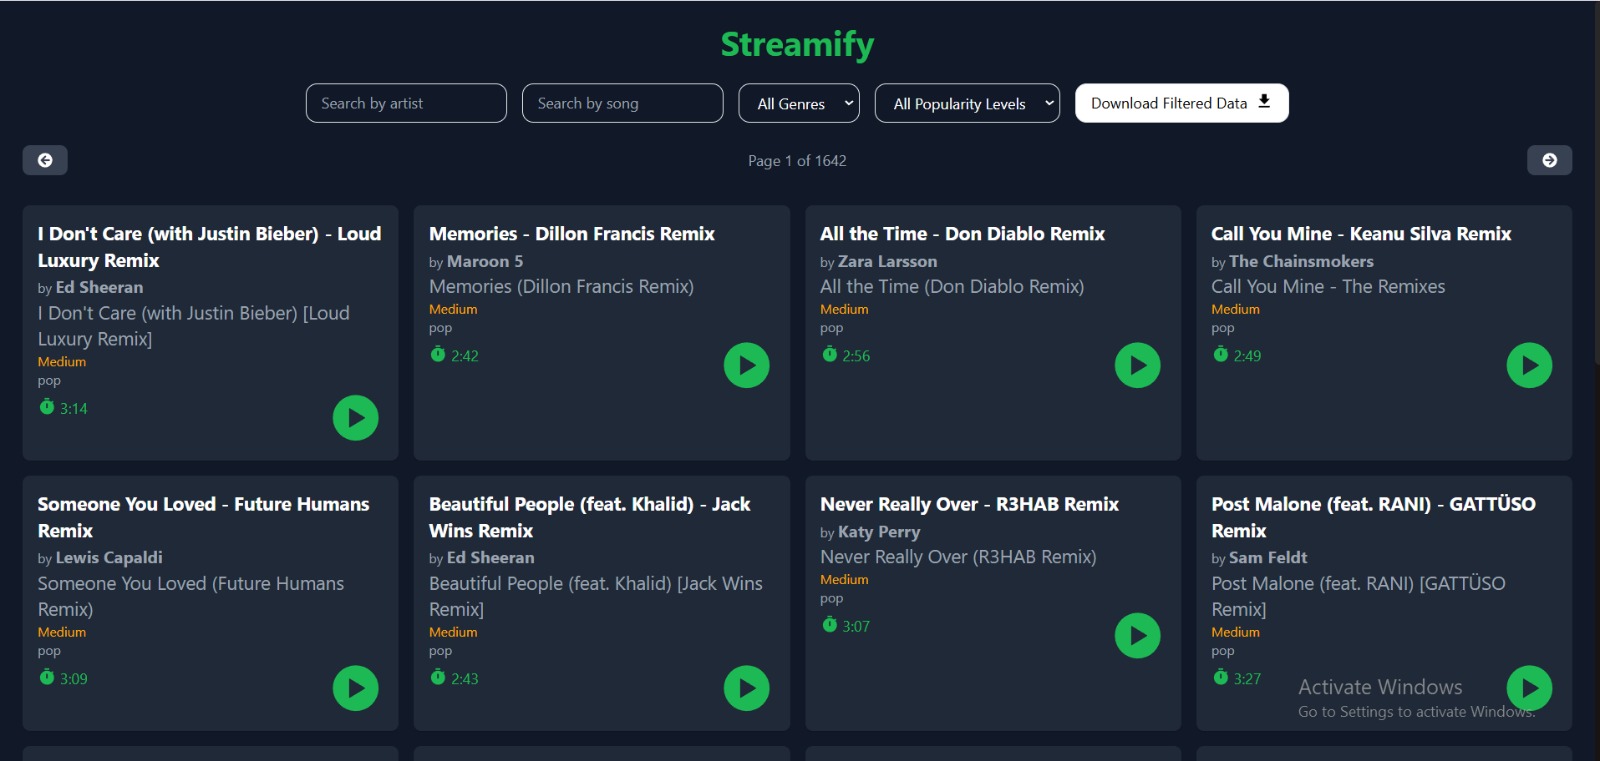 Streamify
Search by artist
Search by song
All Genres
All Popularity Levels
Download Filtered Data
Page 1 of 1642
I Don't Care (with Justin Bieber) - Loud
Luxury Remix
by Ed Sheeran
I Don't Care (with Justin Bieber) [Loud
Luxury Remix]
Medium
pop
3:14
Memories - Dillon Francis Remix
by Maroon 5
Memories (Dillon Francis Remix)
Medium
pop
2:42
All the Time - Don Diablo Remix
by Zara Larsson
All the Time (Don Diablo Remix)
Medium
pop
2:56
Call You Mine - Keanu Silva Remix
by The Chainsmokers
Call You Mine - The Remixes
Medium
pop
2:49
Someone You Loved - Future Humans
Remix
by Lewis Capaldi
Someone You Loved (Future Humans
Remix)
Medium
pop
3:09
Beautiful People (feat. Khalid) - Jack
Wins Remix
by Ed Sheeran
Beautiful People (feat. Khalid) [Jack Wins
Remix]
Medium
pop
2:43
Never Really Over - R3HAB Remix
by Katy Perry
Never Really Over (R3HAB Remix)
Medium
pop
3:07
Post Malone (feat. RANI) - GATTÜSO
Remix
by Sam Feldt
Post Malone (feat. RANI) [GATTÜSO
Remix]
Medium
pop
3:27
Activate Windows
Go to Settings to activate Windows.